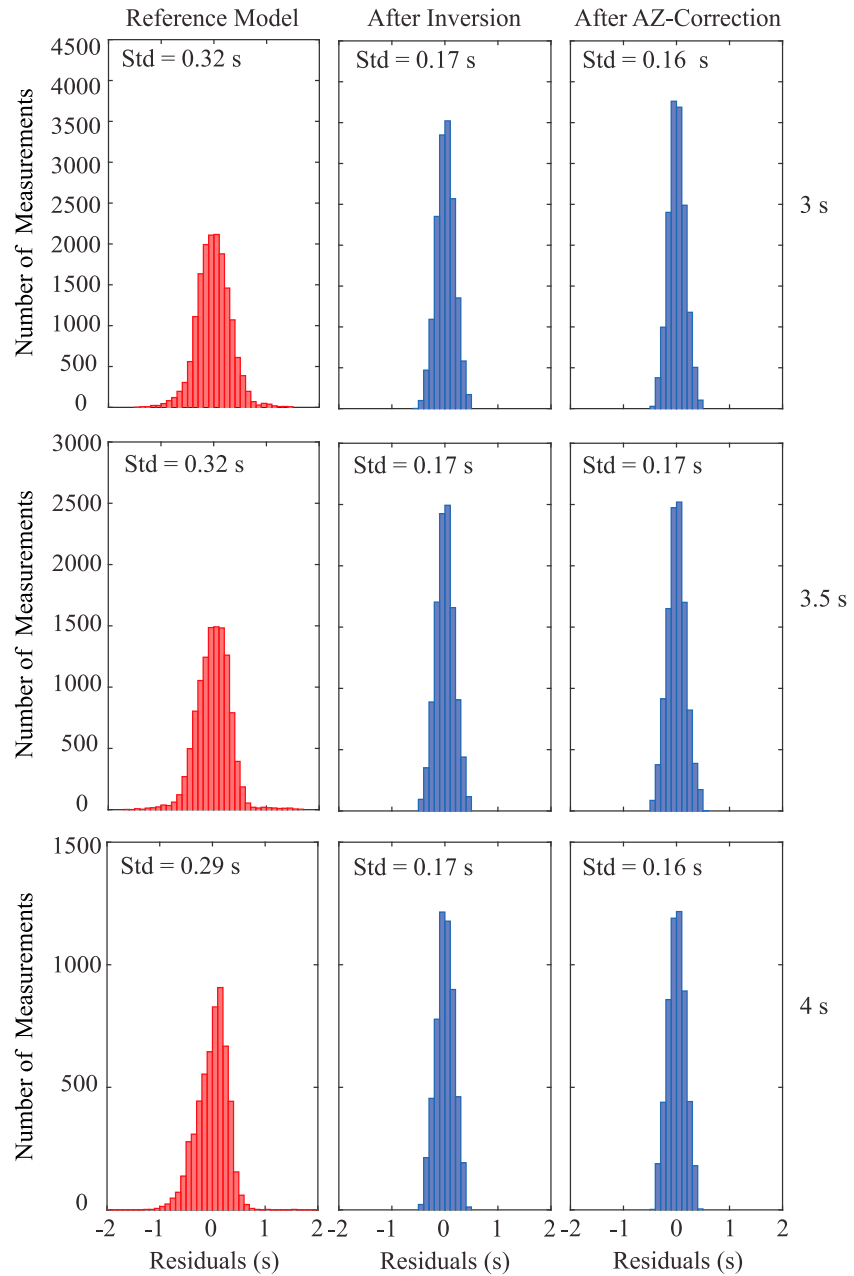 Reference Model After Inversion After AZ-Correction
Std = 0.32 s Std = 0.17 s Std = 0.16 s
4500
4000
3500
3000
2500
2000
1500
1000
500
0
Number of Measurements
3 s
Std = 0.32 s Std = 0.17 s Std = 0.17 s
3000
2500
2000
1500
1000
500
0
Number of Measurements
3.5 s
Std = 0.29 s Std = 0.17 s Std = 0.16 s
1500
1000
500
0
Number of Measurements
4 s
-2 -1 0 1 2 -1 0 1 2 -2 -1 0 1 2
Residuals (s) Residuals (s) Residuals (s)